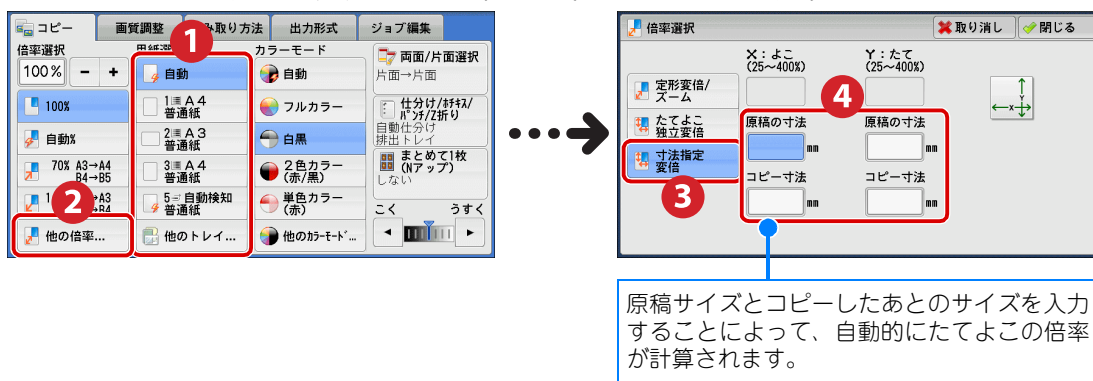 コピー
画質調整
み取り方法
出力形式
ジョブ編集
倍率選択
100%
－
＋
100%
自動%
70% A3→A4
B4→B5
他の倍率...
1
2
自動
1 A4
普通紙
2 A3
普通紙
3 A4
普通紙
5 自動検知
普通紙
他のトレイ...
カラーモード
自動
フルカラー
白黒
2色カラー
(赤/黒)
単色カラー
(赤)
他のｶﾗｰﾓｰﾄﾞ...
両面/片面選択
片面→片面
仕分け/ﾎﾁｷｽ/
ﾊﾟﾝﾁ/Z折り
自動仕分け
排出トレイ
まとめて1枚
(Nアップ)
しない
こく うすく
倍率選択
取り消し
閉じる
X：よこ
(25～400%)
Y：たて
(25～400%)
定形変倍/
ズーム
たてよこ
独立変倍
寸法指定
変倍
3
4
原稿の寸法
mm
原稿の寸法
mm
コピー寸法
mm
コピー寸法
mm
x
Y
原稿サイズとコピーしたあとのサイズを入力
することによって、自動的にたてよこの倍率
が計算されます。